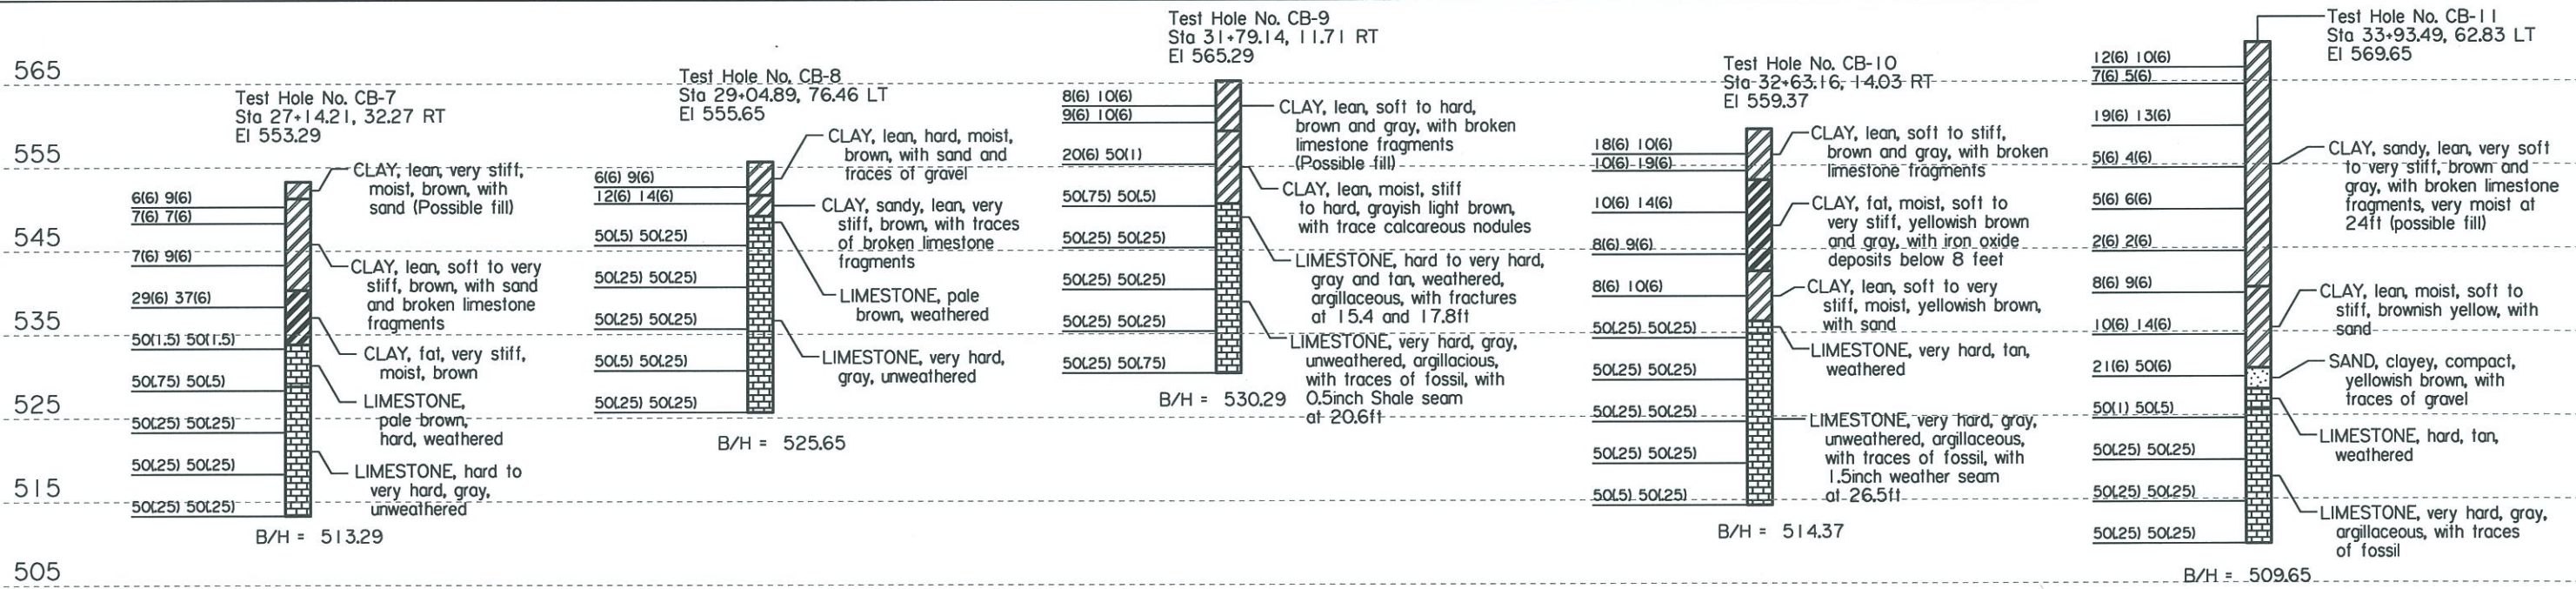 565
555
545
535
525
515
505
Test Hole No. CB-7
Sta 27+14.21, 32.27 RT
El 553.29
6(6) 9(6)
7(6) 7(6)
7(6) 9(6)
29(6) 37(6)
50(1.5) 50(1.5)
50(.75) 50(.5)
50(.25) 50(.25)
50(.25) 50(.25)
50(.25) 50(.25)
CLAY, lean, very stiff,
moist, brown, with
sand (Possible fill)
CLAY, lean, soft to very
stiff, brown, with sand
and broken limestone
fragments
CLAY, fat, very stiff,
moist, brown
LIMESTONE,
pale brown,
hard, weathered
LIMESTONE, hard to
very hard, gray,
unweathered
B/H = 513.29
Test Hole No. CB-8
Sta 29+04.89, 76.46 LT
El 555.65
6(6) 9(6)
12(6) 14(6)
50(.5) 50(.25)
50(.25) 50(.25)
50(.25) 50(.25)
50(.5) 50(.25)
50(.25) 50(.25)
CLAY, lean, hard, moist,
brown, with sand and
traces of gravel
CLAY, sandy, lean, very
stiff, brown, with traces
of broken limestone
fragments
LIMESTONE, pale
brown, weathered
LIMESTONE, very hard,
gray, unweathered
B/H = 525.65
Test Hole No. CB-9
Sta 31+79.14, 11.71 RT
El 565.29
8(6) 10(6)
9(6) 10(6)
20(6) 50(1)
50(.75) 50(.5)
50(.25) 50(.25)
50(.25) 50(.25)
50(.25) 50(.25)
50(.25) 50(.75)
CLAY, lean, soft to hard,
brown and gray, with broken
limestone fragments
(Possible fill)
CLAY, lean, moist, stiff
to hard, grayish light brown,
with trace calcareous nodules
LIMESTONE, hard to very hard,
gray and tan, weathered,
argillaceous, with fractures
at 15.4 and 17.8ft
LIMESTONE, very hard, gray,
unweathered, argillacious,
with traces of fossil, with
0.5inch Shale seam
at 20.6ft
B/H = 530.29
Test Hole No. CB-10
Sta 32+63.16, 14.03 RT
El 559.37
18(6) 10(6)
10(6) 19(6)
10(6) 14(6)
8(6) 9(6)
8(6) 10(6)
50(.25) 50(.25)
50(.25) 50(.25)
50(.25) 50(.25)
50(.25) 50(.25)
50(.5) 50(.25)
CLAY, lean, soft to stiff,
brown and gray, with broken
limestone fragments
CLAY, fat, moist, soft to
very stiff, yellowish brown
and gray, with iron oxide
deposits below 8 feet
CLAY, lean, soft to very
stiff, moist, yellowish brown,
with sand
LIMESTONE, very hard, tan,
weathered
LIMESTONE, very hard, gray,
unweathered, argillaceous,
with traces of fossil, with
1.5inch weather seam
at 26.5ft
B/H = 514.37
Test Hole No. CB-11
Sta 33+93.49, 62.83 LT
El 569.65
12(6) 10(6)
7(6) 5(6)
19(6) 13(6)
5(6) 4(6)
5(6) 6(6)
2(6) 2(6)
8(6) 9(6)
10(6) 14(6)
21(6) 50(6)
50(1) 50(.5)
50(.25) 50(.25)
50(.25) 50(.25)
50(.25) 50(.25)
CLAY, sandy, lean, very soft
to very stiff, brown and
gray, with broken limestone
fragments, very moist at
24ft (possible fill)
CLAY, lean, moist, soft to
stiff, brownish yellow, with
sand
SAND, clayey, compact,
yellowish brown, with
traces of gravel
LIMESTONE, hard, tan,
weathered
LIMESTONE, very hard, gray,
argillaceous, with traces
of fossil
B/H = 509.65